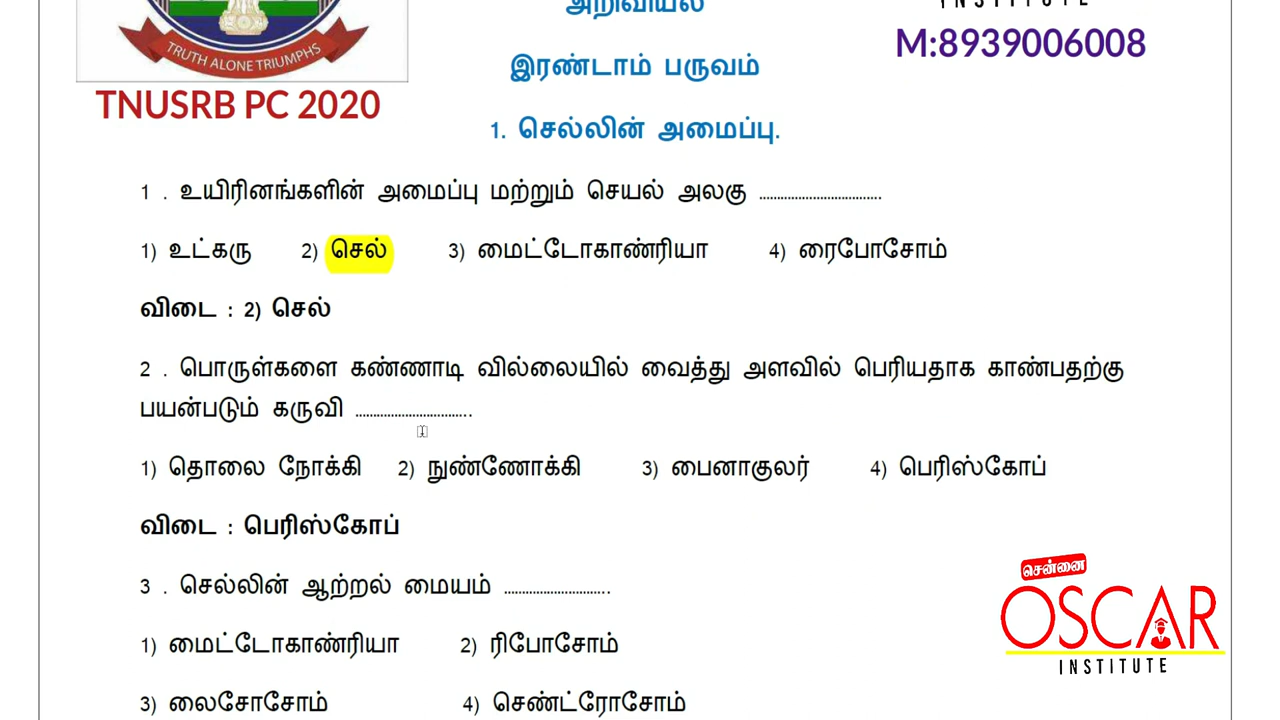 அறிவியல்
INSTITUTE
M:8939006008
TRUTH ALONE TRIUMPHS
இரண்டாம் பருவம்
TNUSRB PC 2020
1. செல்லின் அமைப்பு.
1 . உயிரினங்களின் அமைப்பு மற்றும் செயல் அலகு ..................................
1) உட்கரு 2) செல் 3) மைட்டோகாண்ரியா 4) ரைபோசோம்
விடை : 2) செல்
2 . பொருள்களை கண்ணாடி வில்லையில் வைத்து அளவில் பெரியதாக காண்பதற்கு
பயன்படும் கருவி ................................
1) தொலை நோக்கி 2) நுண்ணோக்கி 3) பைனாகுலர் 4) பெரிஸ்கோப்
விடை : பெரிஸ்கோப்
3 . செல்லின் ஆற்றல் மையம் ..............................
1) மைட்டோகாண்ரியா 2) ரிபோசோம்
3) லைசோசோம் 4) செண்ட்ரோசோம்
சென்னை
OSCAR
INSTITUTE